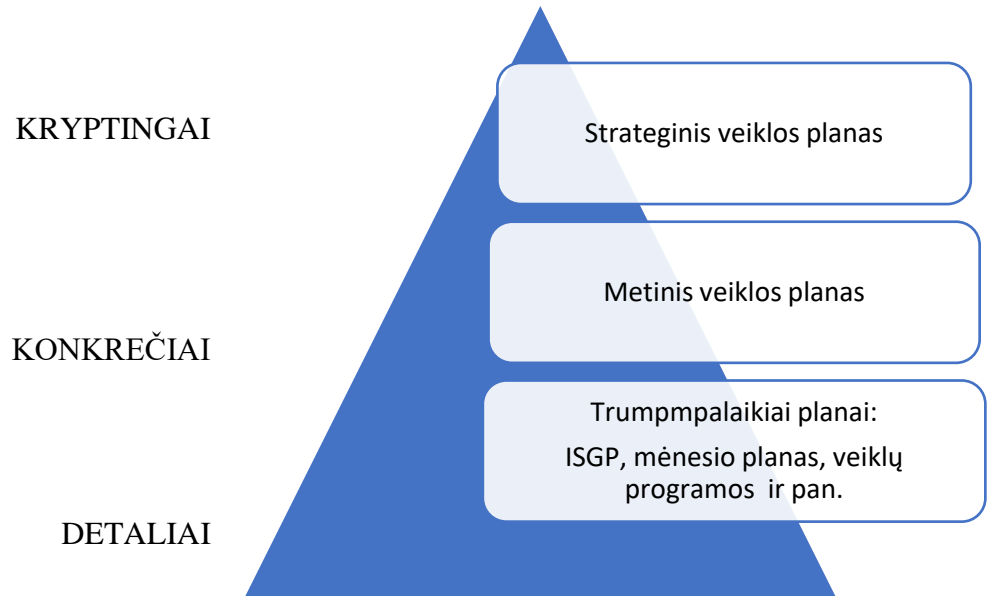 KRYPTINGAI
Strateginis veiklos planas
Metinis veiklos planas
KONKREČIAI
Trumpmpalaikiai planai:
ISGP, mėnesio planas, veiklų
programos ir pan.
DETALIAI